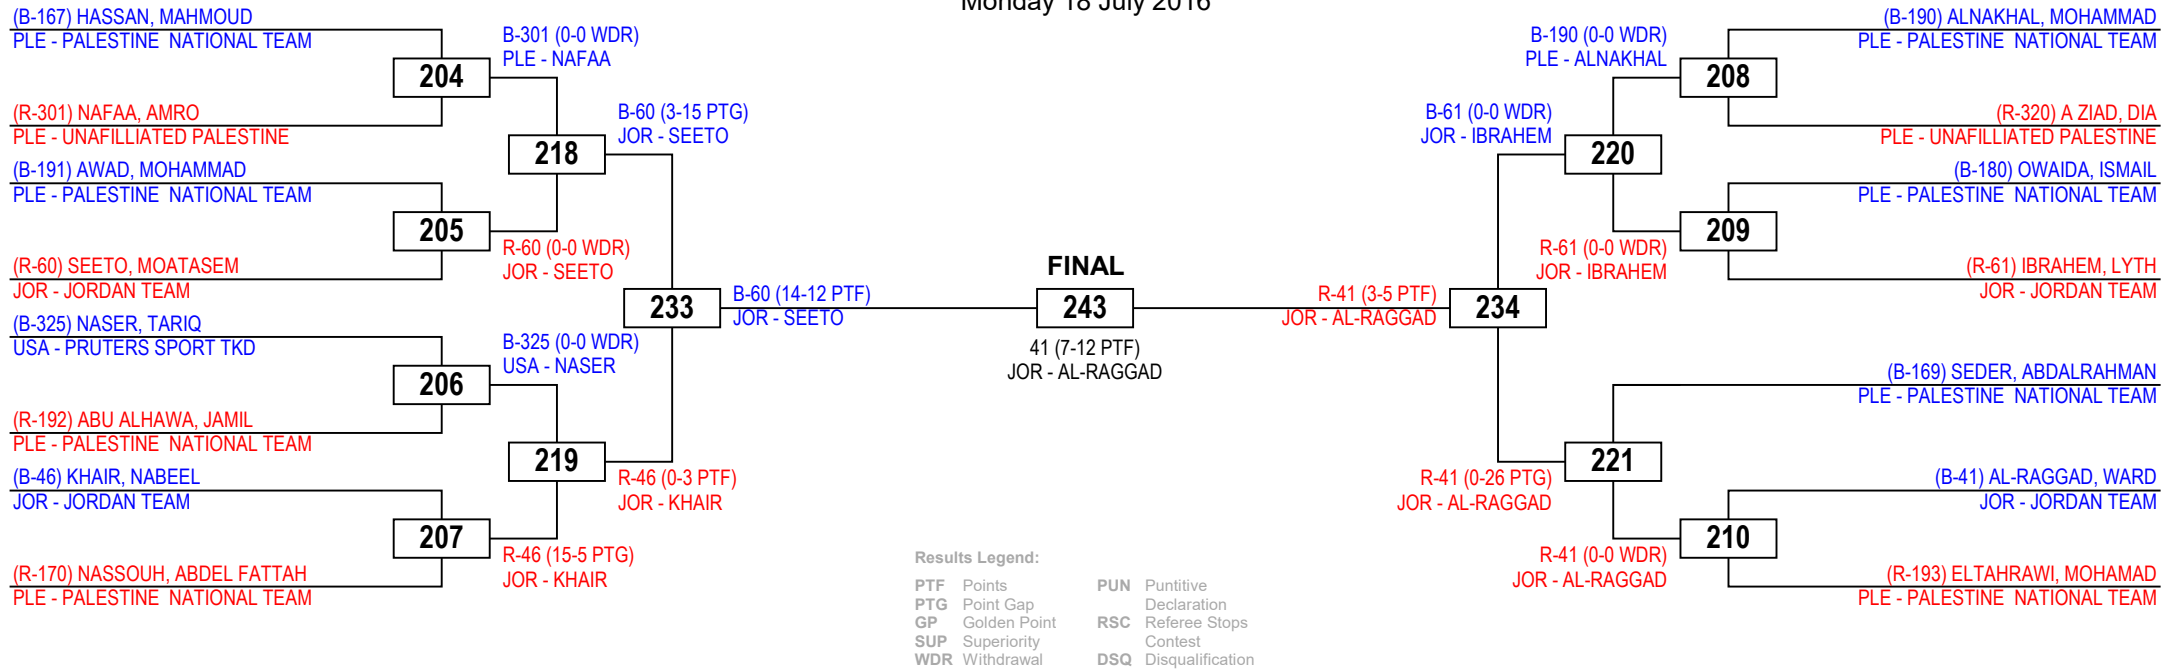 Monday 18 July 2016
(B-167) HASSAN, MAHMOUD
PLE - PALESTINE  NATIONAL TEAM
204
(R-301) NAFAA, AMRO
PLE - UNAFILLIATED PALESTINE
(B-191) AWAD, MOHAMMAD
PLE - PALESTINE  NATIONAL TEAM
205
(R-60) SEETO, MOATASEM
JOR - JORDAN TEAM
(B-325) NASER, TARIQ
USA - PRUTERS SPORT TKD
206
(R-192) ABU ALHAWA, JAMIL
PLE - PALESTINE  NATIONAL TEAM
(B-46) KHAIR, NABEEL
JOR - JORDAN TEAM
207
(R-170) NASSOUH, ABDEL FATTAH
PLE - PALESTINE  NATIONAL TEAM
B-301 (0-0 WDR)
PLE - NAFAA
218
R-60 (0-0 WDR)
JOR - SEETO
B-325 (0-0 WDR)
USA - NASER
219
R-46 (15-5 PTG)
JOR - KHAIR
B-60 (3-15 PTG)
JOR - SEETO
233
R-46 (0-3 PTF)
JOR - KHAIR
B-60 (14-12 PTF)
JOR - SEETO
FINAL
243
41 (7-12 PTF)
JOR - AL-RAGGAD
R-41 (3-5 PTF)
JOR - AL-RAGGAD
B-61 (0-0 WDR)
JOR - IBRAHEM
234
R-41 (0-26 PTG)
JOR - AL-RAGGAD
B-190 (0-0 WDR)
PLE - ALNAKHAL
220
R-61 (0-0 WDR)
JOR - IBRAHEM
221
R-41 (0-0 WDR)
JOR - AL-RAGGAD
(B-190) ALNAKHAL, MOHAMMAD
PLE - PALESTINE  NATIONAL TEAM
208
(R-320) A ZIAD, DIA
PLE - UNAFILLIATED PALESTINE
(B-180) OWAIDA, ISMAIL
PLE - PALESTINE  NATIONAL TEAM
209
(R-61) IBRAHEM, LYTH
JOR - JORDAN TEAM
(B-169) SEDER, ABDALRAHMAN
PLE - PALESTINE  NATIONAL TEAM
(B-41) AL-RAGGAD, WARD
JOR - JORDAN TEAM
210
(R-193) ELTAHRAWI, MOHAMAD
PLE - PALESTINE  NATIONAL TEAM
Results Legend:
PTF Points
PTG Point Gap
GP Golden Point
SUP Superiority
WDR Withdrawal
PUN Puntitive
Declaration
RSC Referee Stops
Contest
DSQ Disqualification